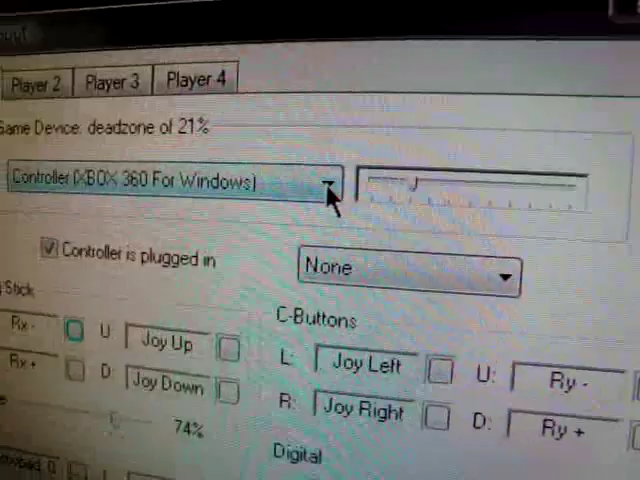 Player 2 Player 3 Player 4
Game Device: deadzone of 21%
Controller (XBOX 360 For Windows)
Controller is plugged in
None
Stick
C-Buttons
Rx - U: Joy Up
L: Joy Left U: Ry -
Rx + D: Joy Down
R: Joy Right D: Ry +
74%
Digital